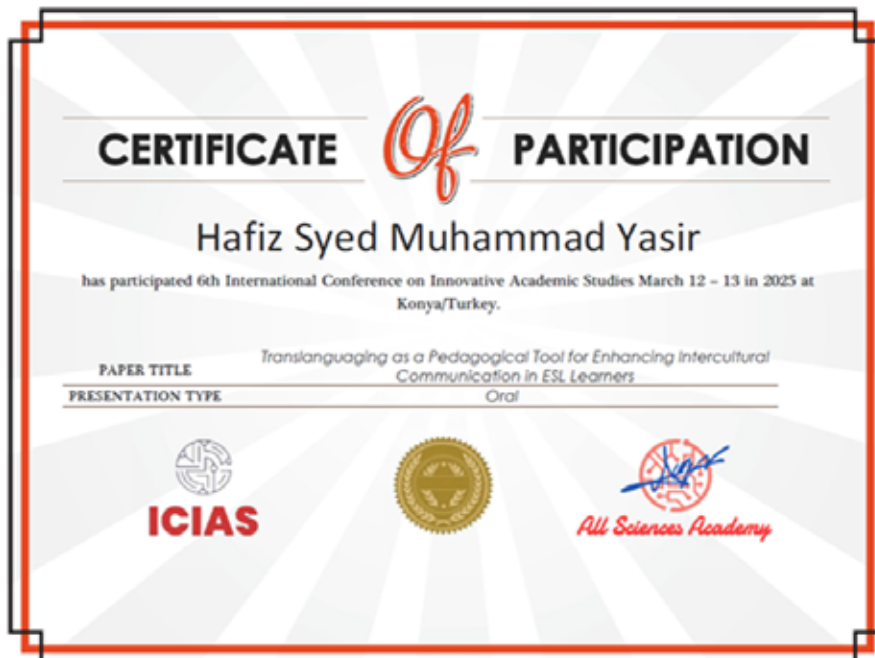 CERTIFICATE Of PARTICIPATION
Hafiz Syed Muhammad Yasir
has participated 6th International Conference on Innovative Academic Studies March 12 – 13 in 2025 at
Konya/Turkey.
PAPER TITLE
Translanguaging as a Pedagogical Tool for Enhancing Intercultural
Communication in ESL Learners
PRESENTATION TYPE
Oral
ICIAS
All Sciences Academy